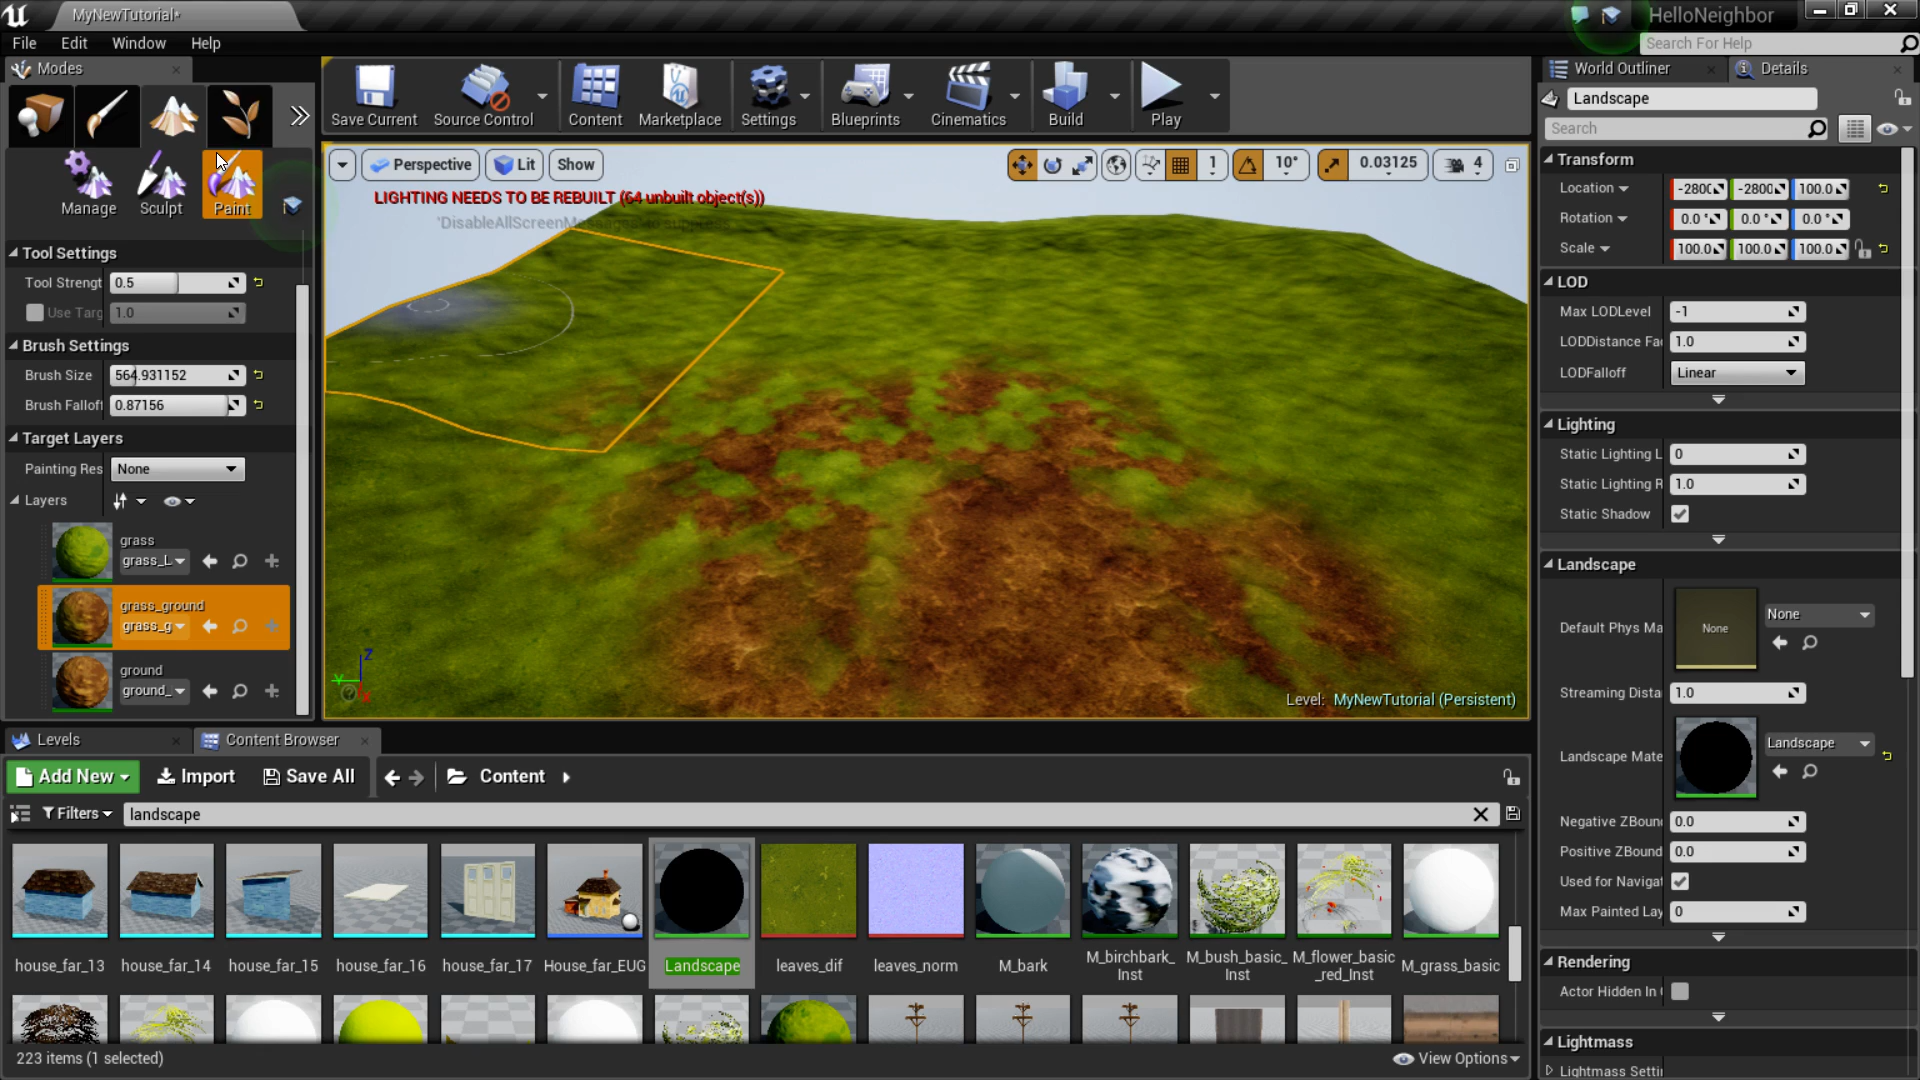 MyNewTutorial*
HelloNeighbor
File Edit Window Help
Search For Help
Modes
Save Current
Source Control
Content
Marketplace
Settings
Blueprints
Cinematics
Build
Play
World Outliner
Details
Landscape
Search
Manage
Sculpt
Paint
Perspective
Lit
Show
1
10°
0.03125
4
LIGHTING NEEDS TO BE REBUILT (64 unbuilt object(s))
'DisableAllScreenMessages' to suppress
Tool Settings
Tool Strengt 0.5
Use Targ 1.0
Brush Settings
Brush Size 564.931152
Brush Falloff 0.87156
Target Layers
Painting Res None
Layers
grass
grass_L
grass_ground
grass_g
ground
ground_
Z
Y
X
Level: MyNewTutorial (Persistent)
Transform
Location -2800 -2800 100.0
Rotation 0.0 ° 0.0 ° 0.0 °
Scale 100.0 100.0 100.0
LOD
Max LODLevel -1
LODDistance Fac 1.0
LODFalloff Linear
Lighting
Static Lighting L 0
Static Lighting R 1.0
Static Shadow
Landscape
Default Phys Ma None None
Streaming Dista 1.0
Landscape Mate Landscape
Negative ZBoun 0.0
Positive ZBound 0.0
Used for Navigat
Max Painted Lay 0
Rendering
Actor Hidden In
Lightmass
Lightmass Settin
Levels
Content Browser
Add New
Import
Save All
Content
Filters
landscape
house_far_13
house_far_14
house_far_15
house_far_16
house_far_17
House_far_EUG
Landscape
leaves_dif
leaves_norm
M_bark
M_birchbark_
Inst
M_bush_basic_
Inst
M_flower_basic
_red_Inst
M_grass_basic
223 items (1 selected)
View Options